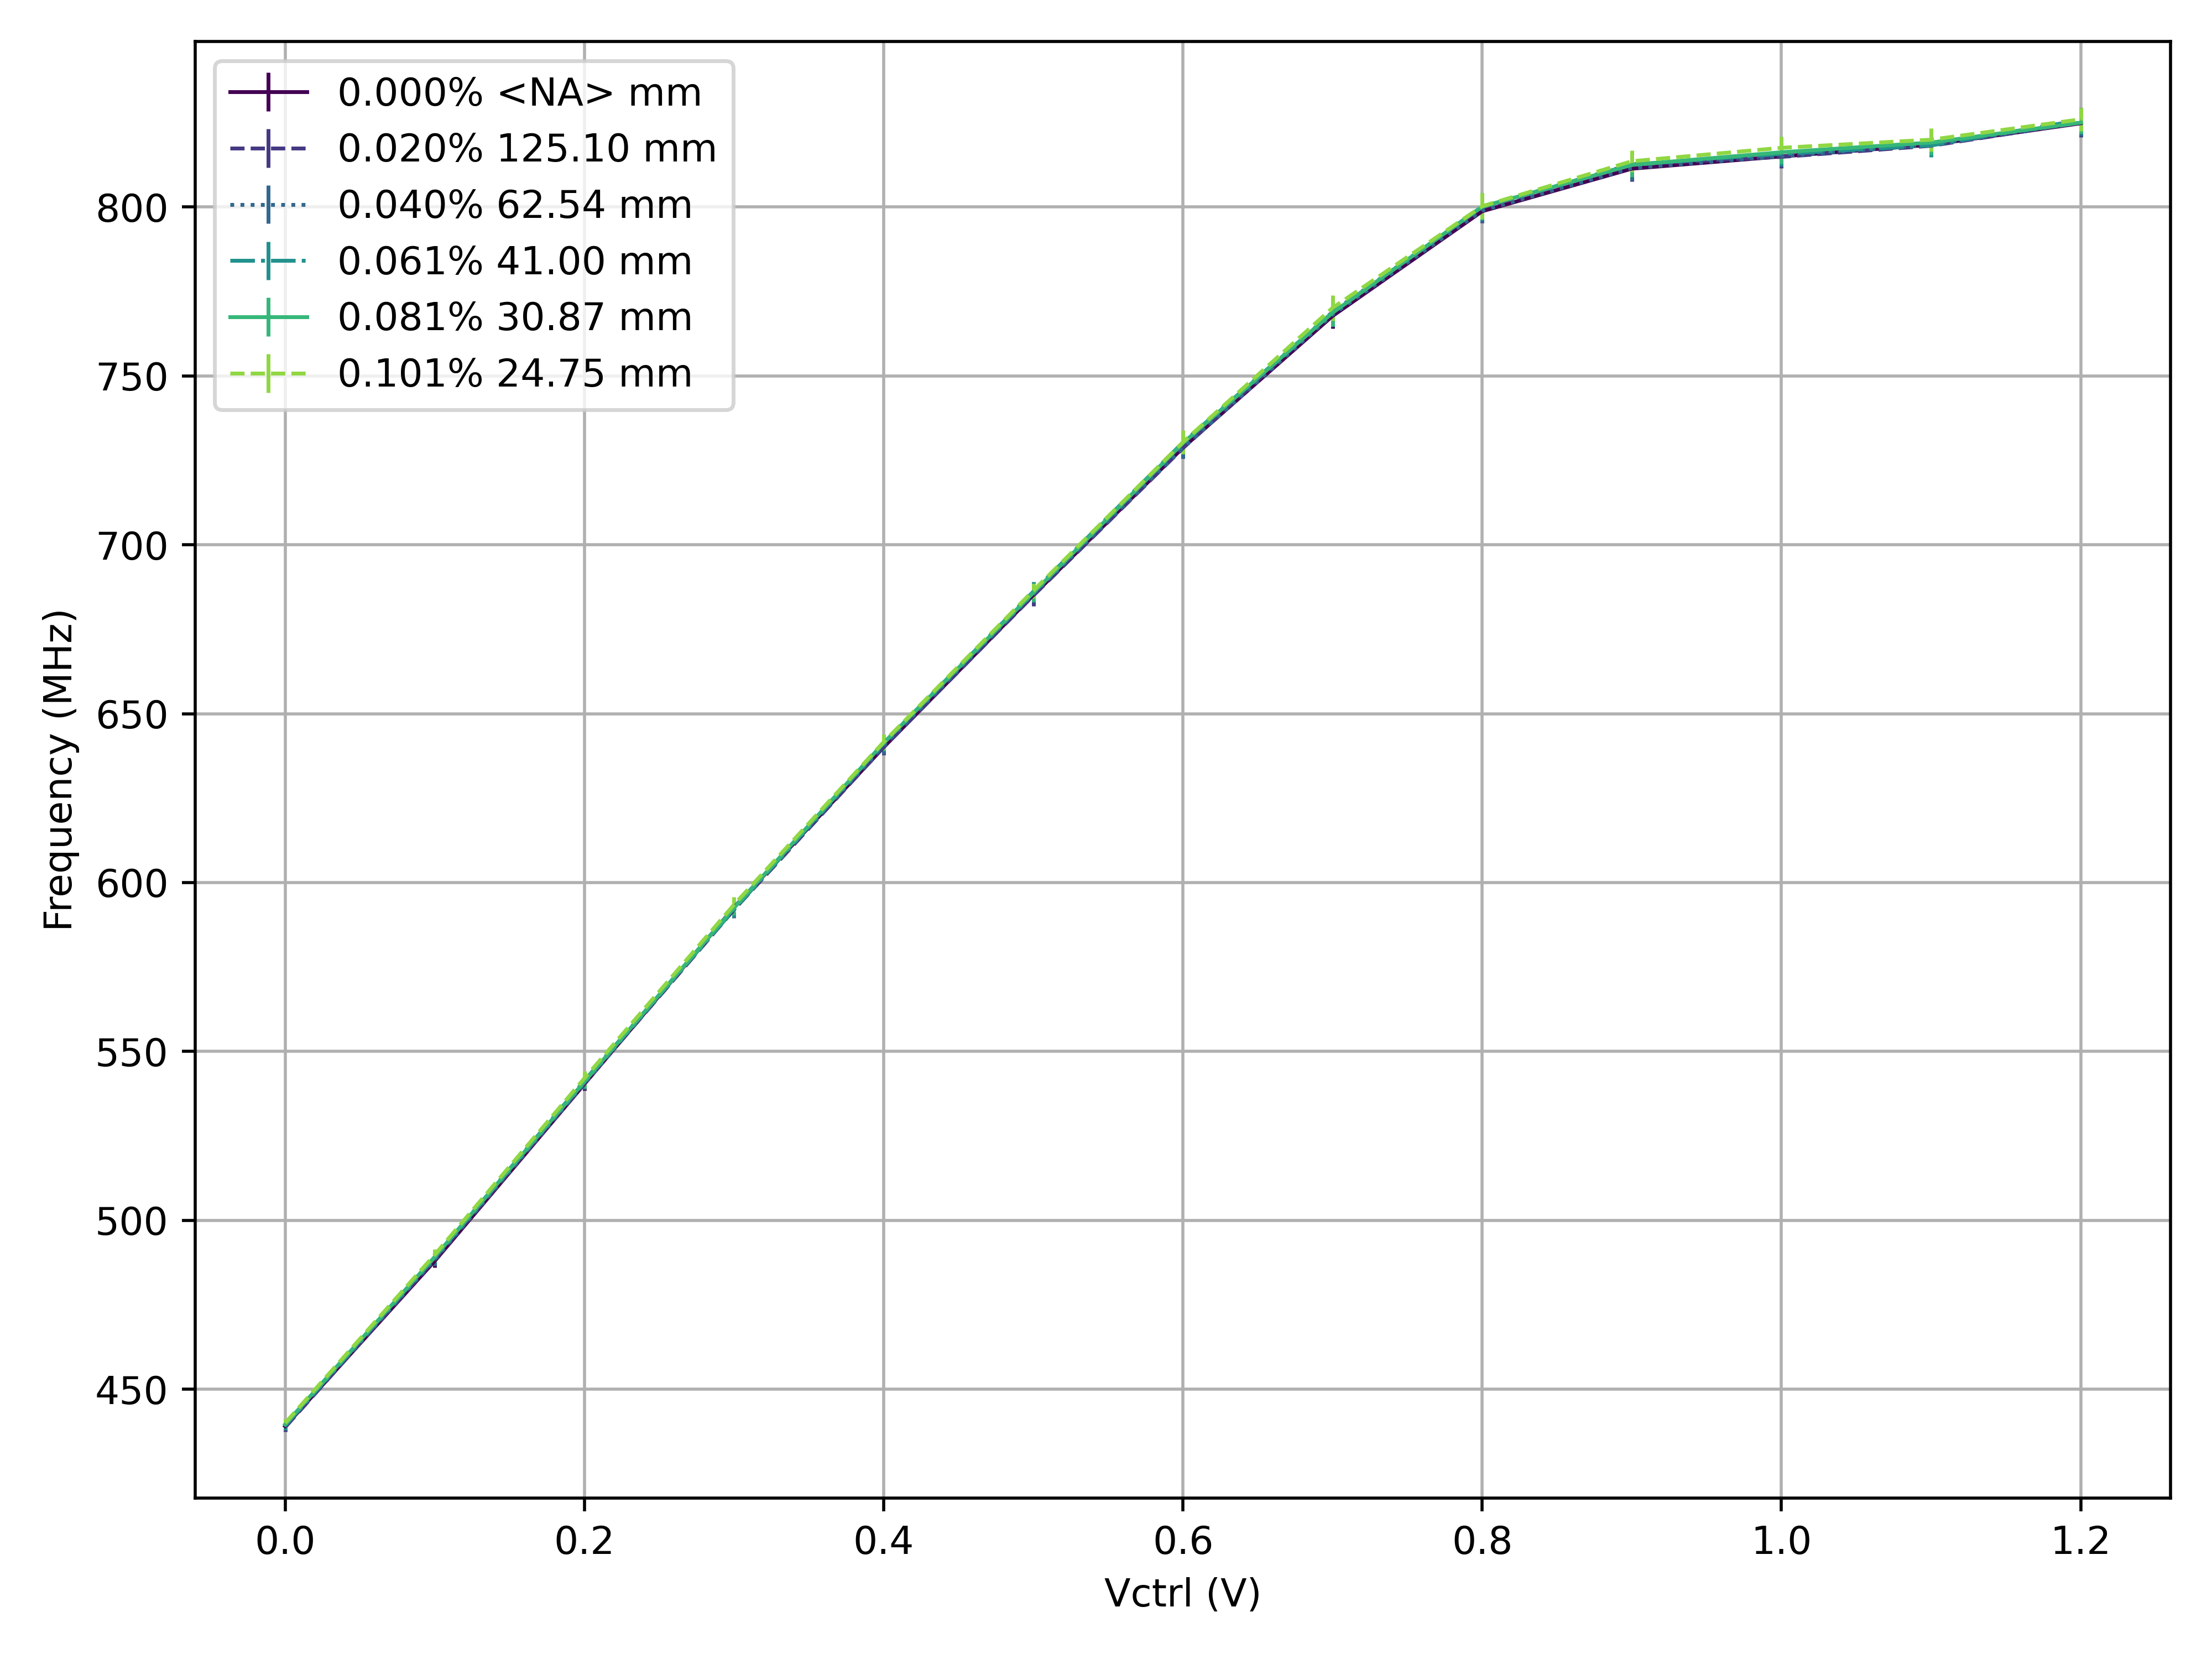 0.000% <NA> mm
0.020% 125.10 mm
0.040% 62.54 mm
0.061% 41.00 mm
0.081% 30.87 mm
0.101% 24.75 mm
800
750
700
650
600
550
500
450
Frequency (MHz)
0.0 0.2 0.4 0.6 0.8 1.0 1.2
Vctrl (V)